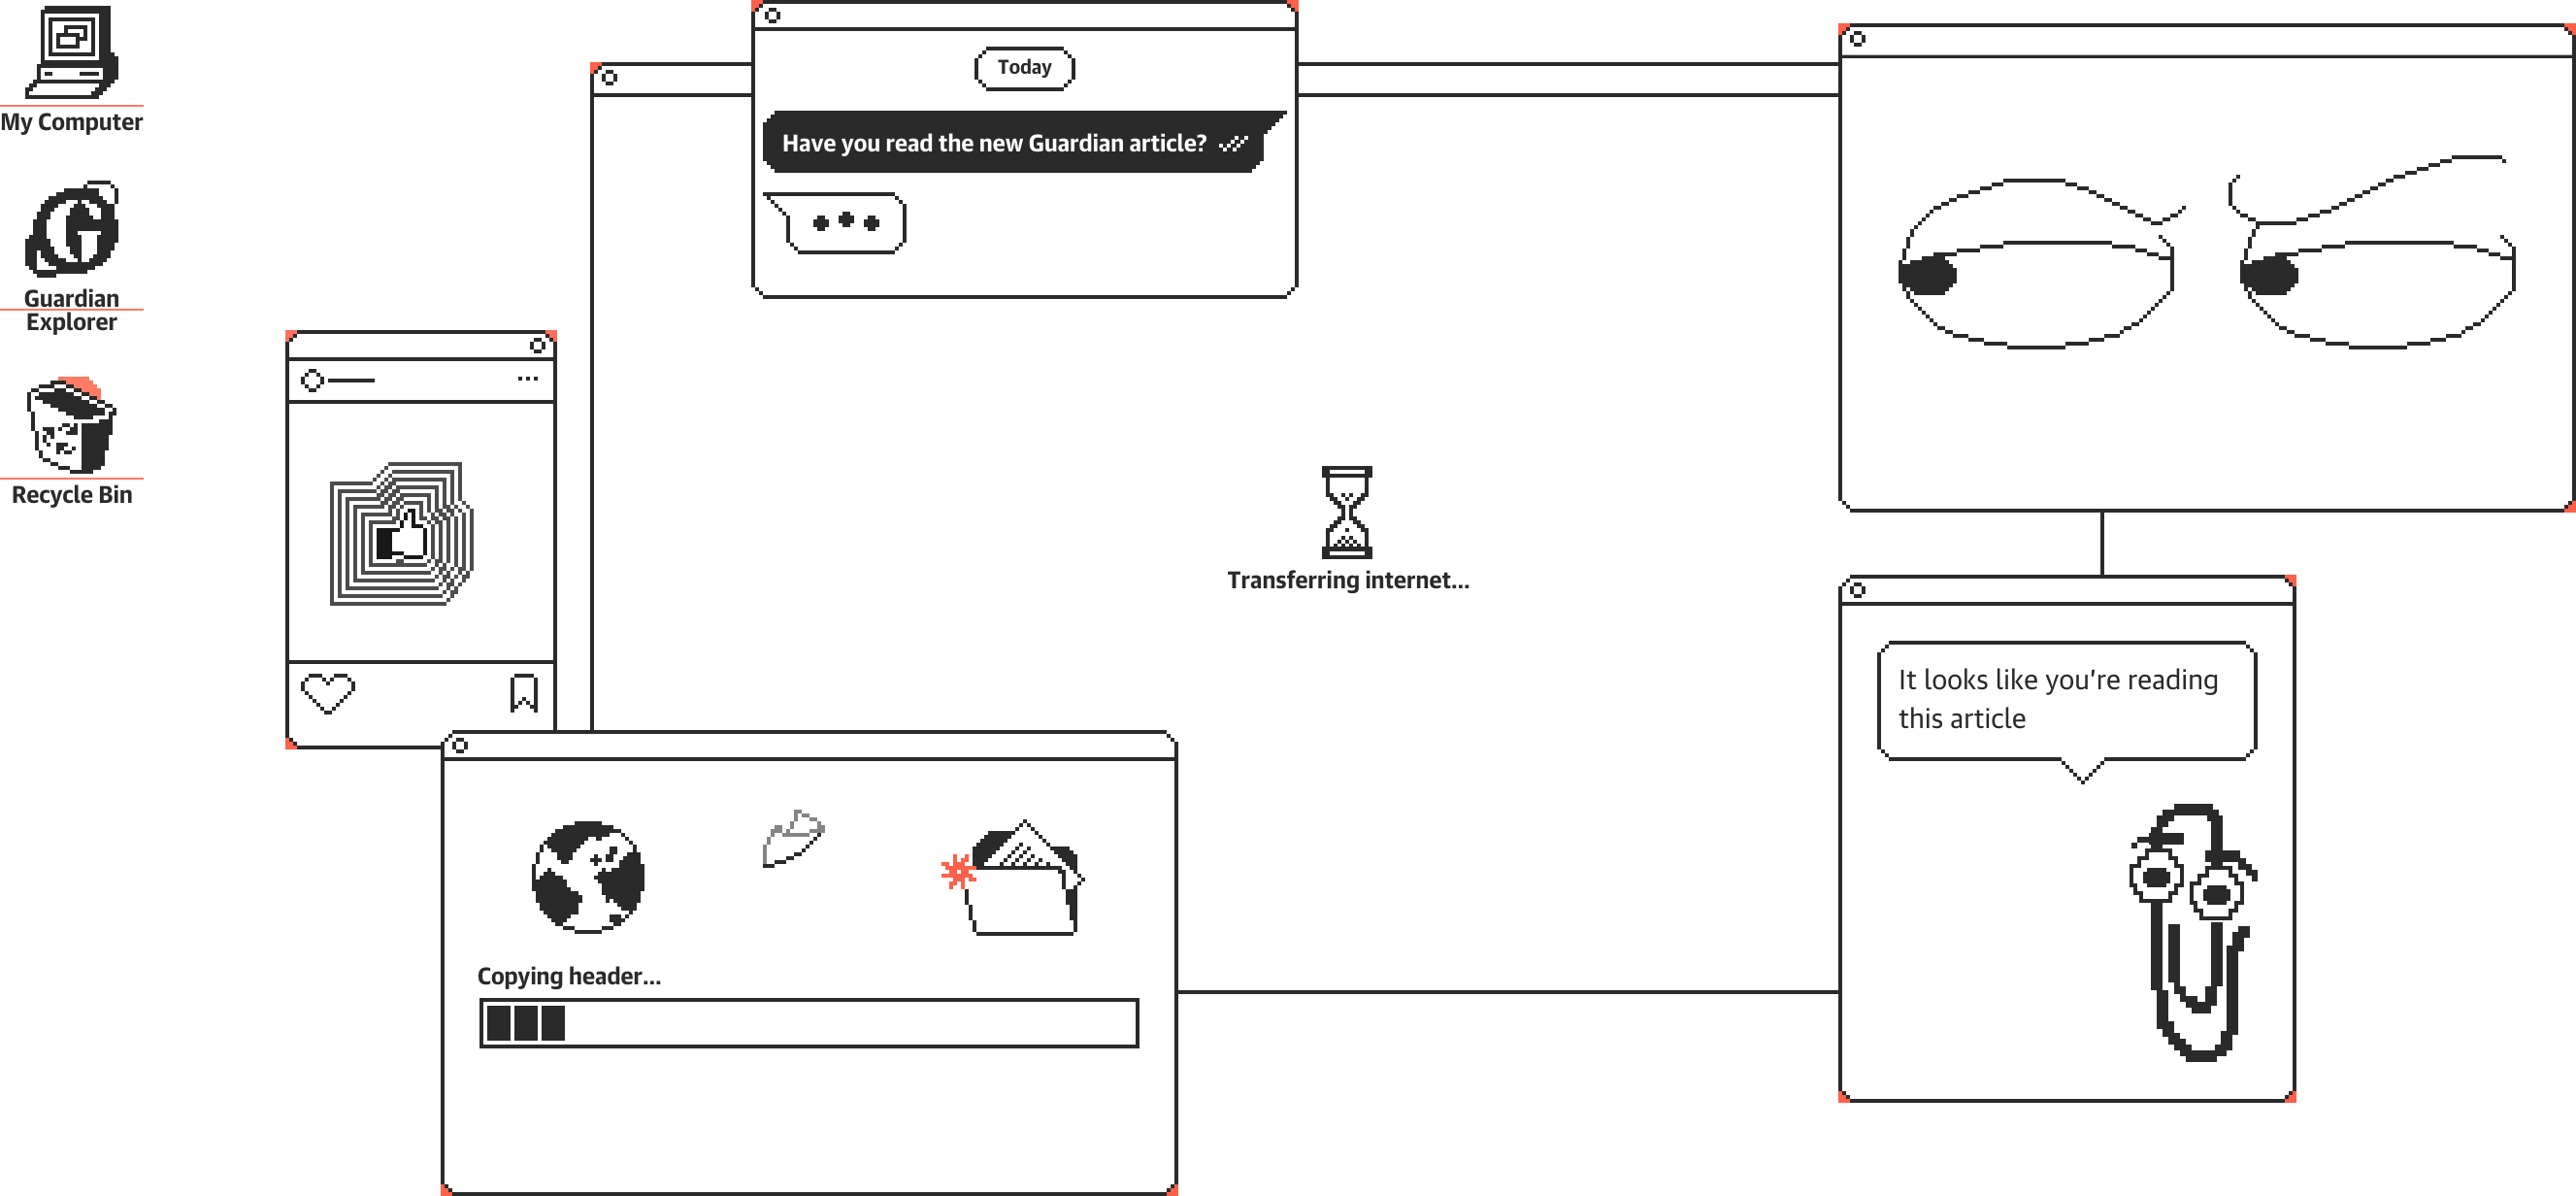 My Computer
Guardian
Explorer
Recycle Bin
Today
Have you read the new Guardian article?
Transferring internet...
It looks like you're reading
this article
Copying header...